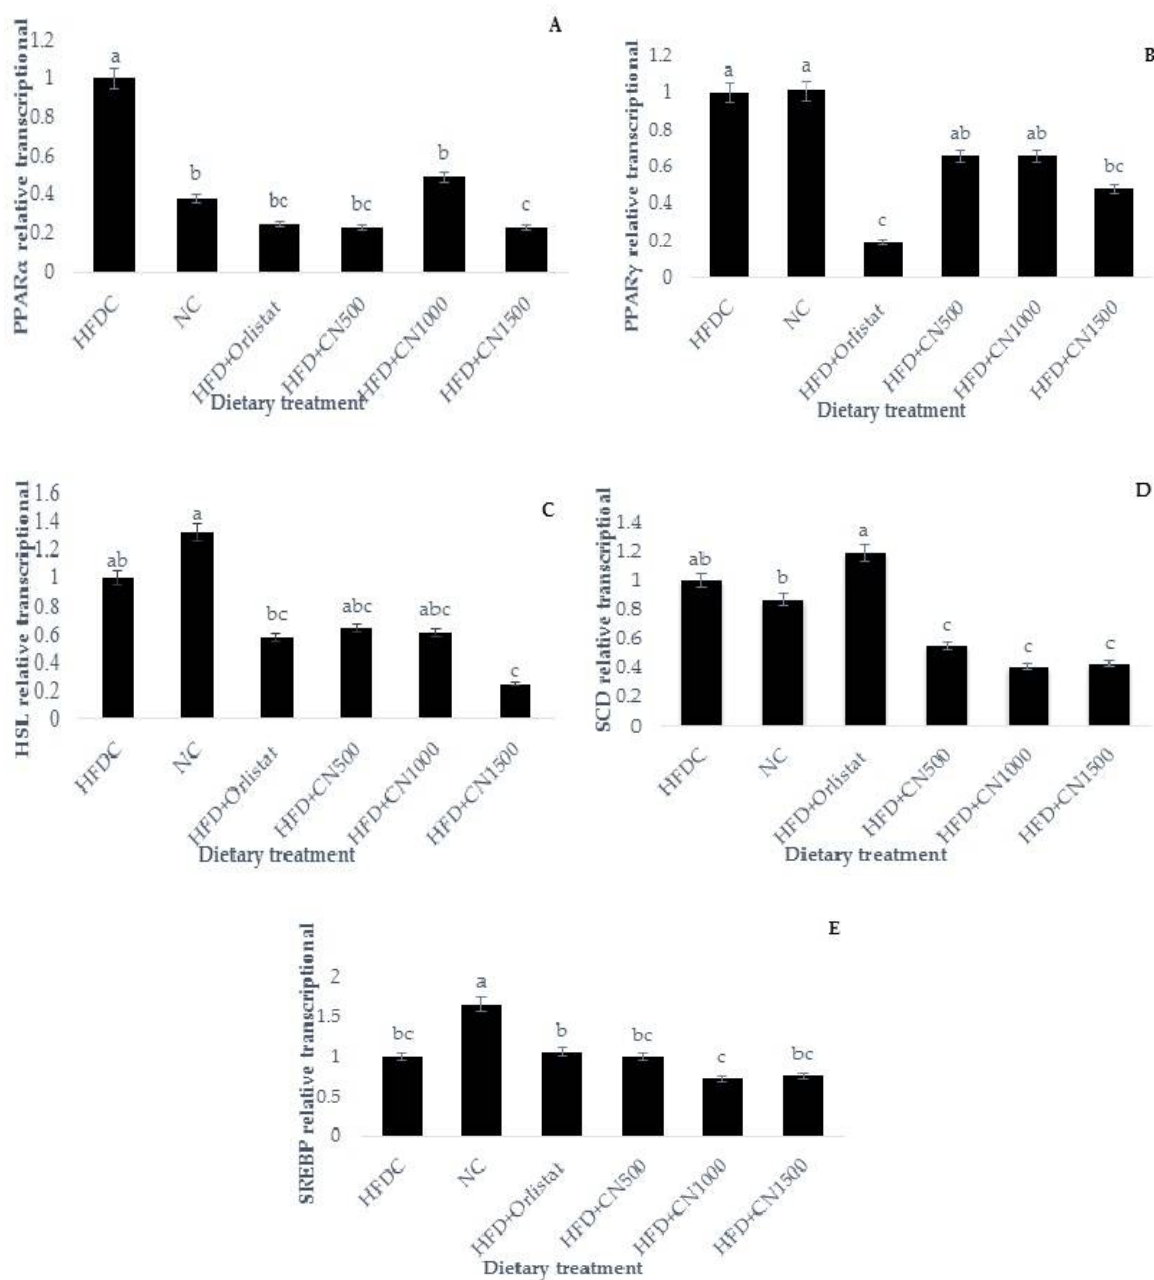 A
PPARα relative transcriptional
1.2
1
0.8
0.6
0.4
0.2
0
a
b
bc
bc
b
c
HFDC
NC
HFD+Orlistat
HFD+CN500
HFD+CN1000
HFD+CN1500
Dietary treatment
B
PPARγ relative transcriptional
1.2
1
0.8
0.6
0.4
0.2
0
a
a
c
ab
ab
bc
HFDC
NC
HFD+Orlistat
HFD+CN500
HFD+CN1000
HFD+CN1500
Dietary treatment
C
HSL relative transcriptional
1.6
1.4
1.2
1
0.8
0.6
0.4
0.2
0
ab
a
bc
abc
abc
c
HFDC
NC
HFD+Orlistat
HFD+CN500
HFD+CN1000
HFD+CN1500
Dietary treatment
D
SCD relative transcriptional
1.4
1.2
1
0.8
0.6
0.4
0.2
0
ab
b
a
c
c
c
HFDC
NC
HFD+Orlistat
HFD+CN500
HFD+CN1000
HFD+CN1500
Dietary treatment
E
SREBP relative transcriptional
2
1.5
1
0.5
0
bc
a
b
bc
c
bc
HFDC
NC
HFD+Orlistat
HFD+CN500
HFD+CN1000
HFD+CN1500
Dietary treatment